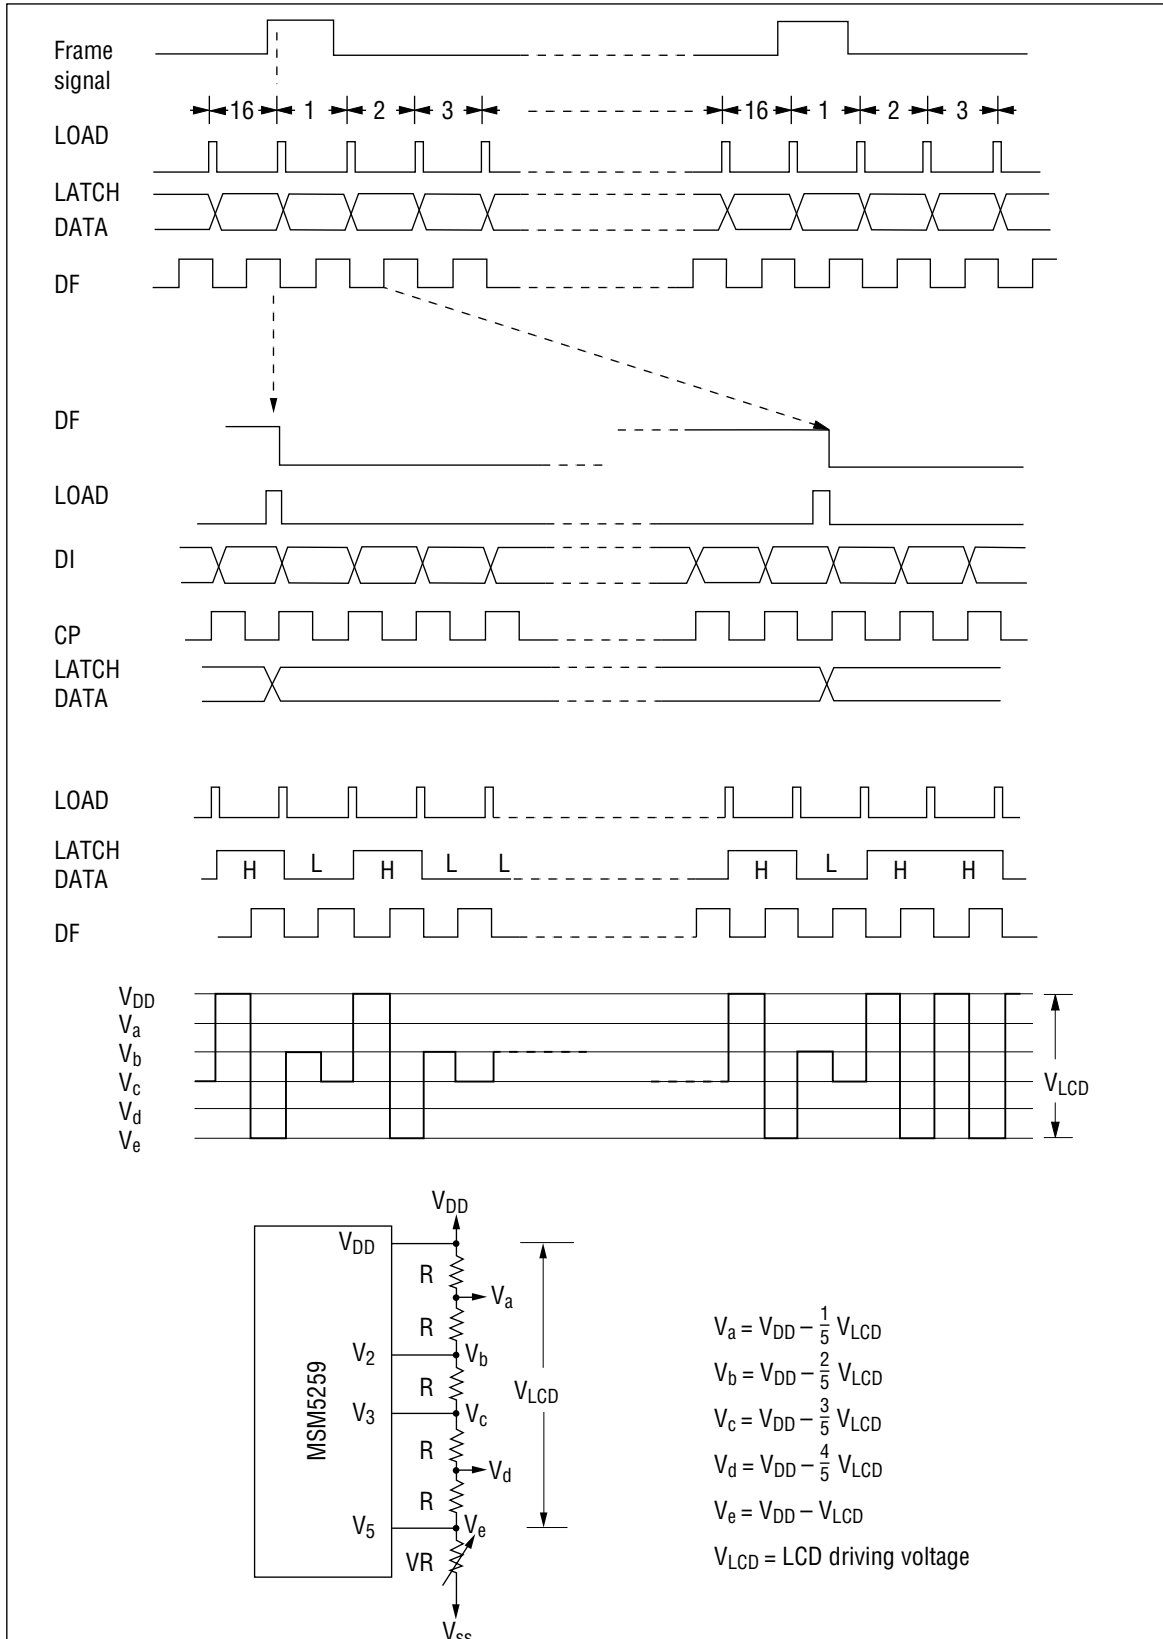 Frame
signal
16 1 2 3 16 1 2 3
LOAD
LATCH
DATA
DF
DF
LOAD
DI
CP
LATCH
DATA
LOAD
LATCH
DATA
H L H L L H L H H
DF
VDD
Va
Vb
Vc
Vd
Ve
VLCD
VDD
VDD
R
Va
R
V2 Vb
R
VLCD
V3 Vc
R
Vd
R
V5 Ve
VR
Vss
MSM5259
Va = VDD – 1/5 VLCD
Vb = VDD – 2/5 VLCD
Vc = VDD – 3/5 VLCD
Vd = VDD – 4/5 VLCD
Ve = VDD – VLCD
VLCD = LCD driving voltage